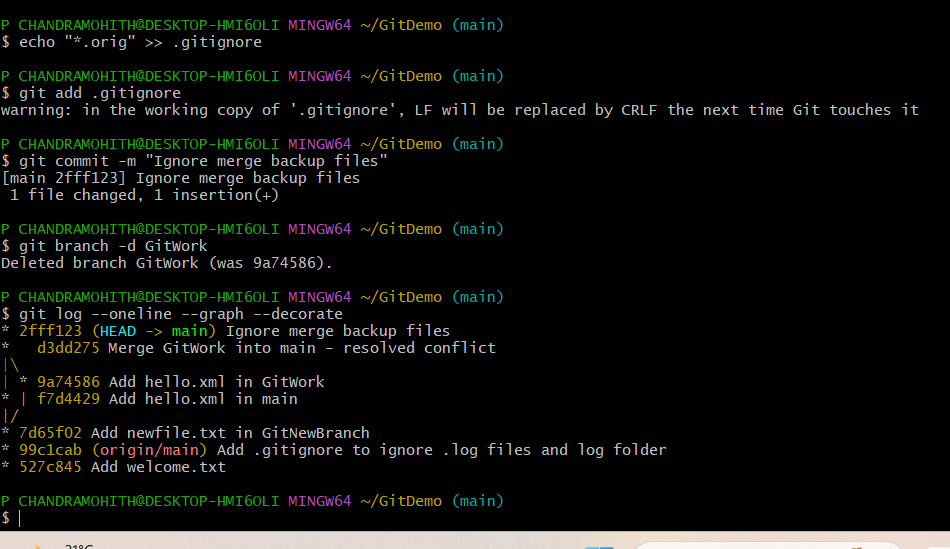 P CHANDRAMOHITH@DESKTOP-HMI6OLI MINGW64 ~/GitDemo (main)
$ echo "*.orig" >> .gitignore
P CHANDRAMOHITH@DESKTOP-HMI6OLI MINGW64 ~/GitDemo (main)
$ git add .gitignore
warning: in the working copy of '.gitignore', LF will be replaced by CRLF the next time Git touches it
P CHANDRAMOHITH@DESKTOP-HMI6OLI MINGW64 ~/GitDemo (main)
$ git commit -m "Ignore merge backup files"
[main 2fff123] Ignore merge backup files
 1 file changed, 1 insertion(+)
P CHANDRAMOHITH@DESKTOP-HMI6OLI MINGW64 ~/GitDemo (main)
$ git branch -d GitWork
Deleted branch GitWork (was 9a74586).
P CHANDRAMOHITH@DESKTOP-HMI6OLI MINGW64 ~/GitDemo (main)
$ git log --oneline --graph --decorate
* 2fff123 (HEAD -> main) Ignore merge backup files
*   d3dd275 Merge GitWork into main - resolved conflict
|\
| * 9a74586 Add hello.xml in GitWork
* | f7d4429 Add hello.xml in main
|/
* 7d65f02 Add newfile.txt in GitNewBranch
* 99c1cab (origin/main) Add .gitignore to ignore .log files and log folder
* 527c845 Add welcome.txt
P CHANDRAMOHITH@DESKTOP-HMI6OLI MINGW64 ~/GitDemo (main)
$